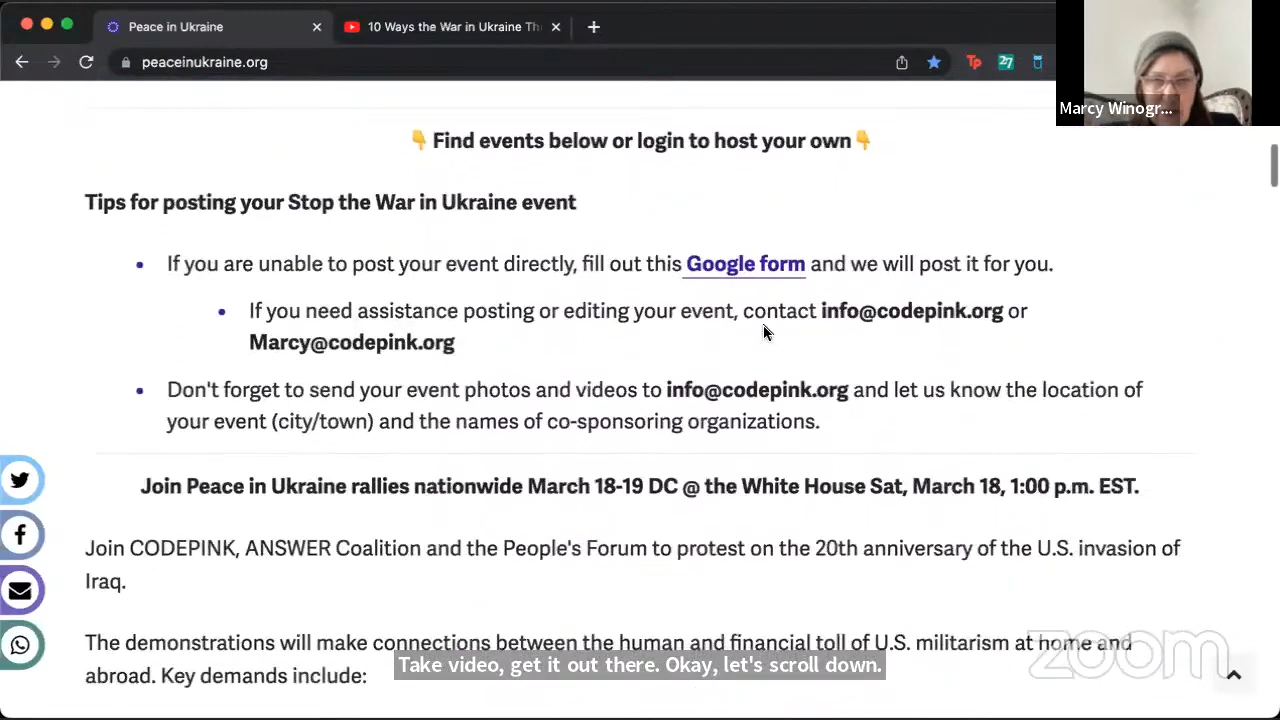 Peace in Ukraine
10 Ways the War in Ukraine Th
peaceinukraine.org
Tp
27
Marcy Winogr...
Find events below or login to host your own
Tips for posting your Stop the War in Ukraine event
If you are unable to post your event directly, fill out this Google form and we will post it for you.
If you need assistance posting or editing your event, contact info@codepink.org or
Marcy@codepink.org
Don't forget to send your event photos and videos to info@codepink.org and let us know the location of
your event (city/town) and the names of co-sponsoring organizations.
Join Peace in Ukraine rallies nationwide March 18-19 DC @ the White House Sat, March 18, 1:00 p.m. EST.
Join CODEPINK, ANSWER Coalition and the People's Forum to protest on the 20th anniversary of the U.S. invasion of
Iraq.
The demonstrations will make connections between the human and financial toll of U.S. militarism at home and
abroad. Key demands include:
Take video, get it out there. Okay, let's scroll down.
zoom